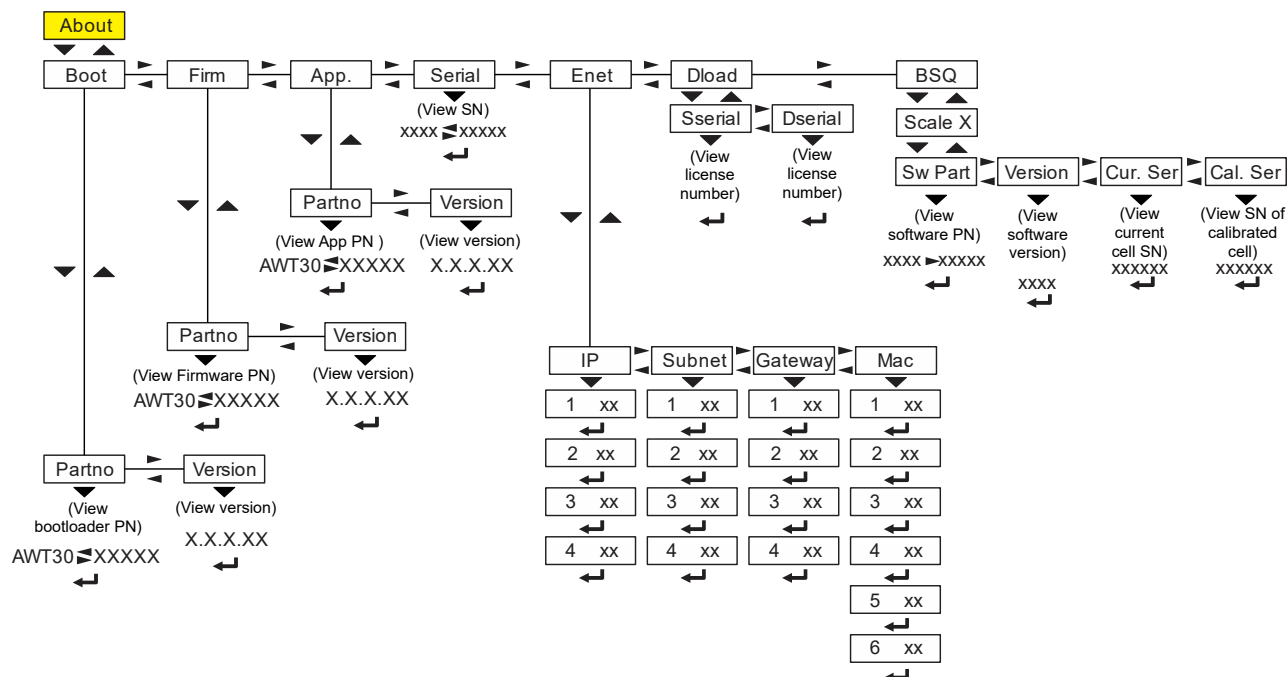 About
Boot Firm App. Serial Enet Dload BSQ
(View SN)
xxxx xxxxx
Sserial Dserial
(View
license
number)
(View
license
number)
Scale X
Sw Part Version Cur. Ser Cal. Ser
(View
software PN)
xxxx xxxxx
(View
software
version)
xxxx
(View
current
cell SN)
xxxxxx
(View SN of
calibrated
cell)
xxxxxx
Partno Version
(View App PN )
AWT30 XXXXX
(View version)
X.X.X.XX
Partno Version
(View Firmware PN)
AWT30 XXXXX
(View version)
X.X.X.XX
Partno Version
(View
bootloader PN)
AWT30 XXXXX
(View version)
X.X.X.XX
IP Subnet Gateway Mac
1 xx 1 xx 1 xx 1 xx
2 xx 2 xx 2 xx 2 xx
3 xx 3 xx 3 xx 3 xx
4 xx 4 xx 4 xx 4 xx
5 xx
6 xx